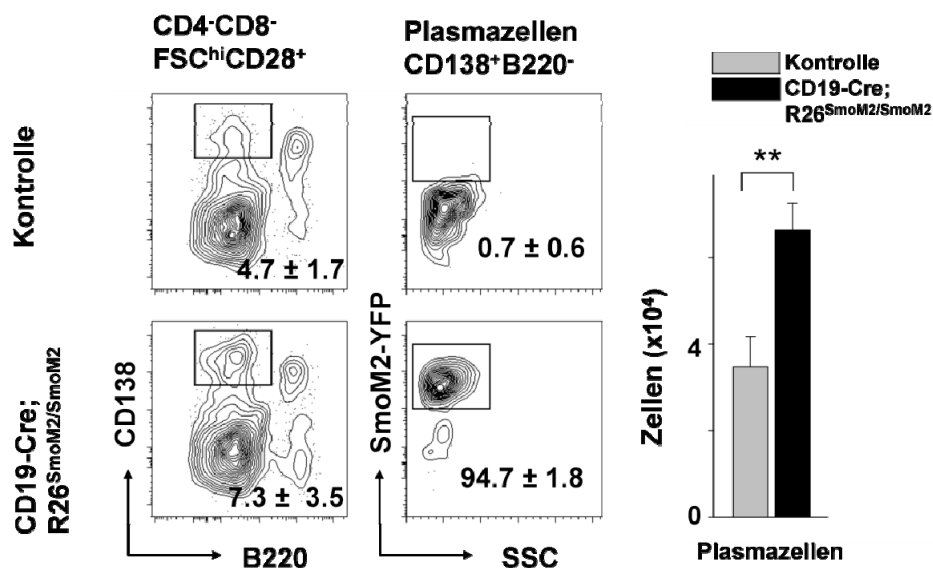 CD4-CD8-
FSChiCD28+
Plasmazellen
CD138+B220-
Kontrolle
CD19-Cre;
R26SmoM2/SmoM2
Kontrolle
4.7 ± 1.7
0.7 ± 0.6
**
CD19-Cre;
R26SmoM2/SmoM2
CD138
7.3 ± 3.5
B220
SmoM2-YFP
94.7 ± 1.8
SSC
Zellen (x10⁴)
4
0
Plasmazellen